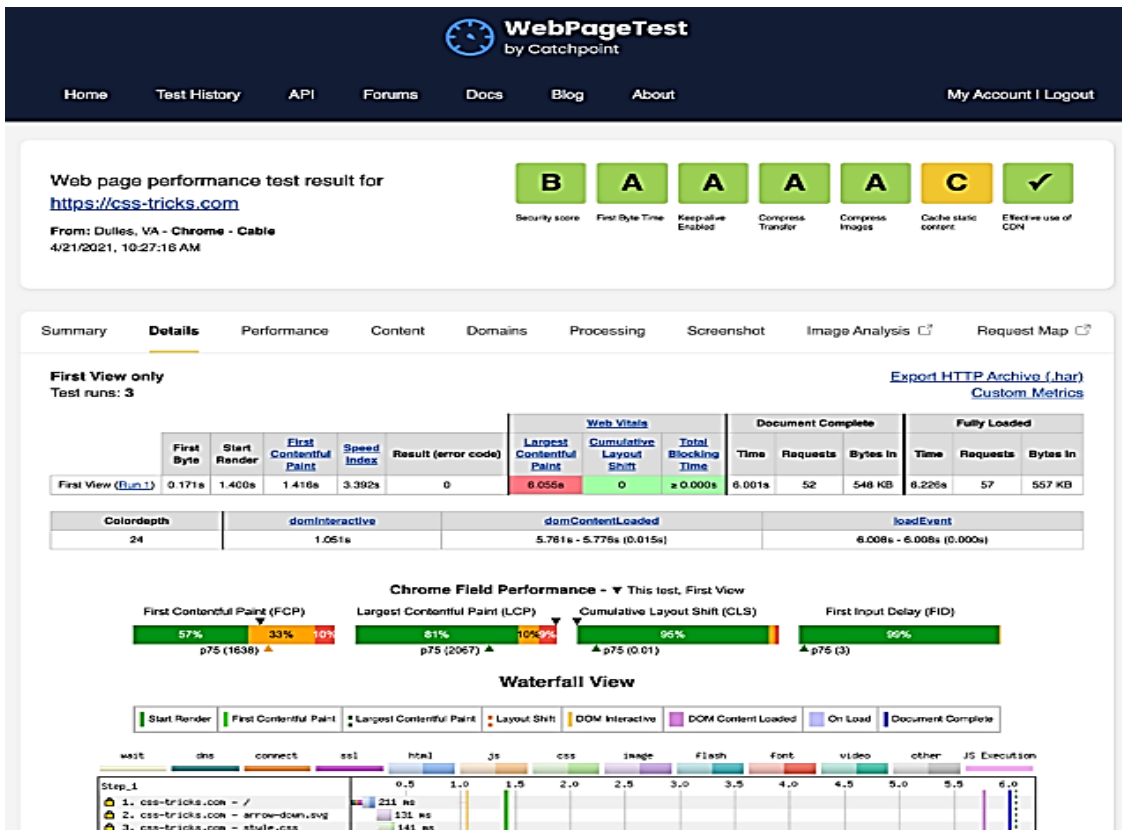 WebPageTest
by Catchpoint
Home Test History API Forums Docs Blog About My Account | Logout
Web page performance test result for
https://css-tricks.com
From: Dulles, VA - Chrome - Cable
4/21/2021, 10:27:16 AM
B A A A A C ✓
Security score First Byte Time Keep-alive Enabled Compress Transfer Compress Images Cache static content Effective use of CDN
Summary Details Performance Content Domains Processing Screenshot Image Analysis Request Map
First View only
Test runs: 3
Export HTTP Archive (.har)
Custom Metrics
Web Vitals Document Complete Fully Loaded
First Byte Start Render First Contentful Paint Speed Index Result (error code) Largest Contentful Paint Cumulative Layout Shift Total Blocking Time Time Requests Bytes In Time Requests Bytes In
First View (Run 1) 0.171s 1.400s 1.416s 3.392s 0 6.055s 0 ≥ 0.000s 6.001s 52 548 KB 6.226s 57 557 KB
Colordepth domInteractive domContentLoaded loadEvent
24 1.051s 5.761s - 5.776s (0.015s) 6.008s - 6.008s (0.000s)
Chrome Field Performance - ▼ This test, First View
First Contentful Paint (FCP) Largest Contentful Paint (LCP) Cumulative Layout Shift (CLS) First Input Delay (FID)
57% 33% 10% 81% 10% 9% 95% 99%
p75 (1638) p75 (2067) p75 (0.01) p75 (3)
Waterfall View
Start Render First Contentful Paint Largest Contentful Paint Layout Shift DOM Interactive DOM Content Loaded On Load Document Complete
wait dns connect ssl html js css image flash font video other JS Execution
Step_1 0.5 1.0 1.5 2.0 2.5 3.0 3.5 4.0 4.5 5.0 5.5 6.0
1. css-tricks.com - / 211 ms
2. css-tricks.com - arrow-down.svg 131 ms
3. css-tricks.com - style.css 141 ms